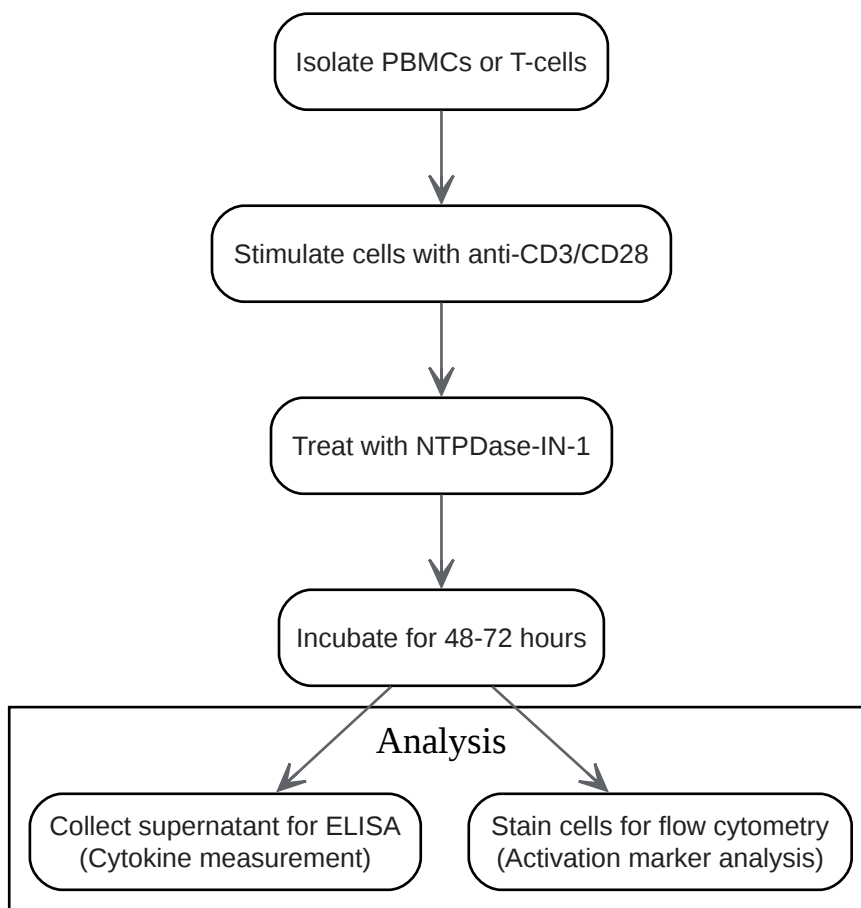 Isolate PBMCs or T-cells
Stimulate cells with anti-CD3/CD28
Treat with NTPDase-IN-1
Incubate for 48-72 hours
Analysis
Collect supernatant for ELISA
(Cytokine measurement)
Stain cells for flow cytometry
(Activation marker analysis)